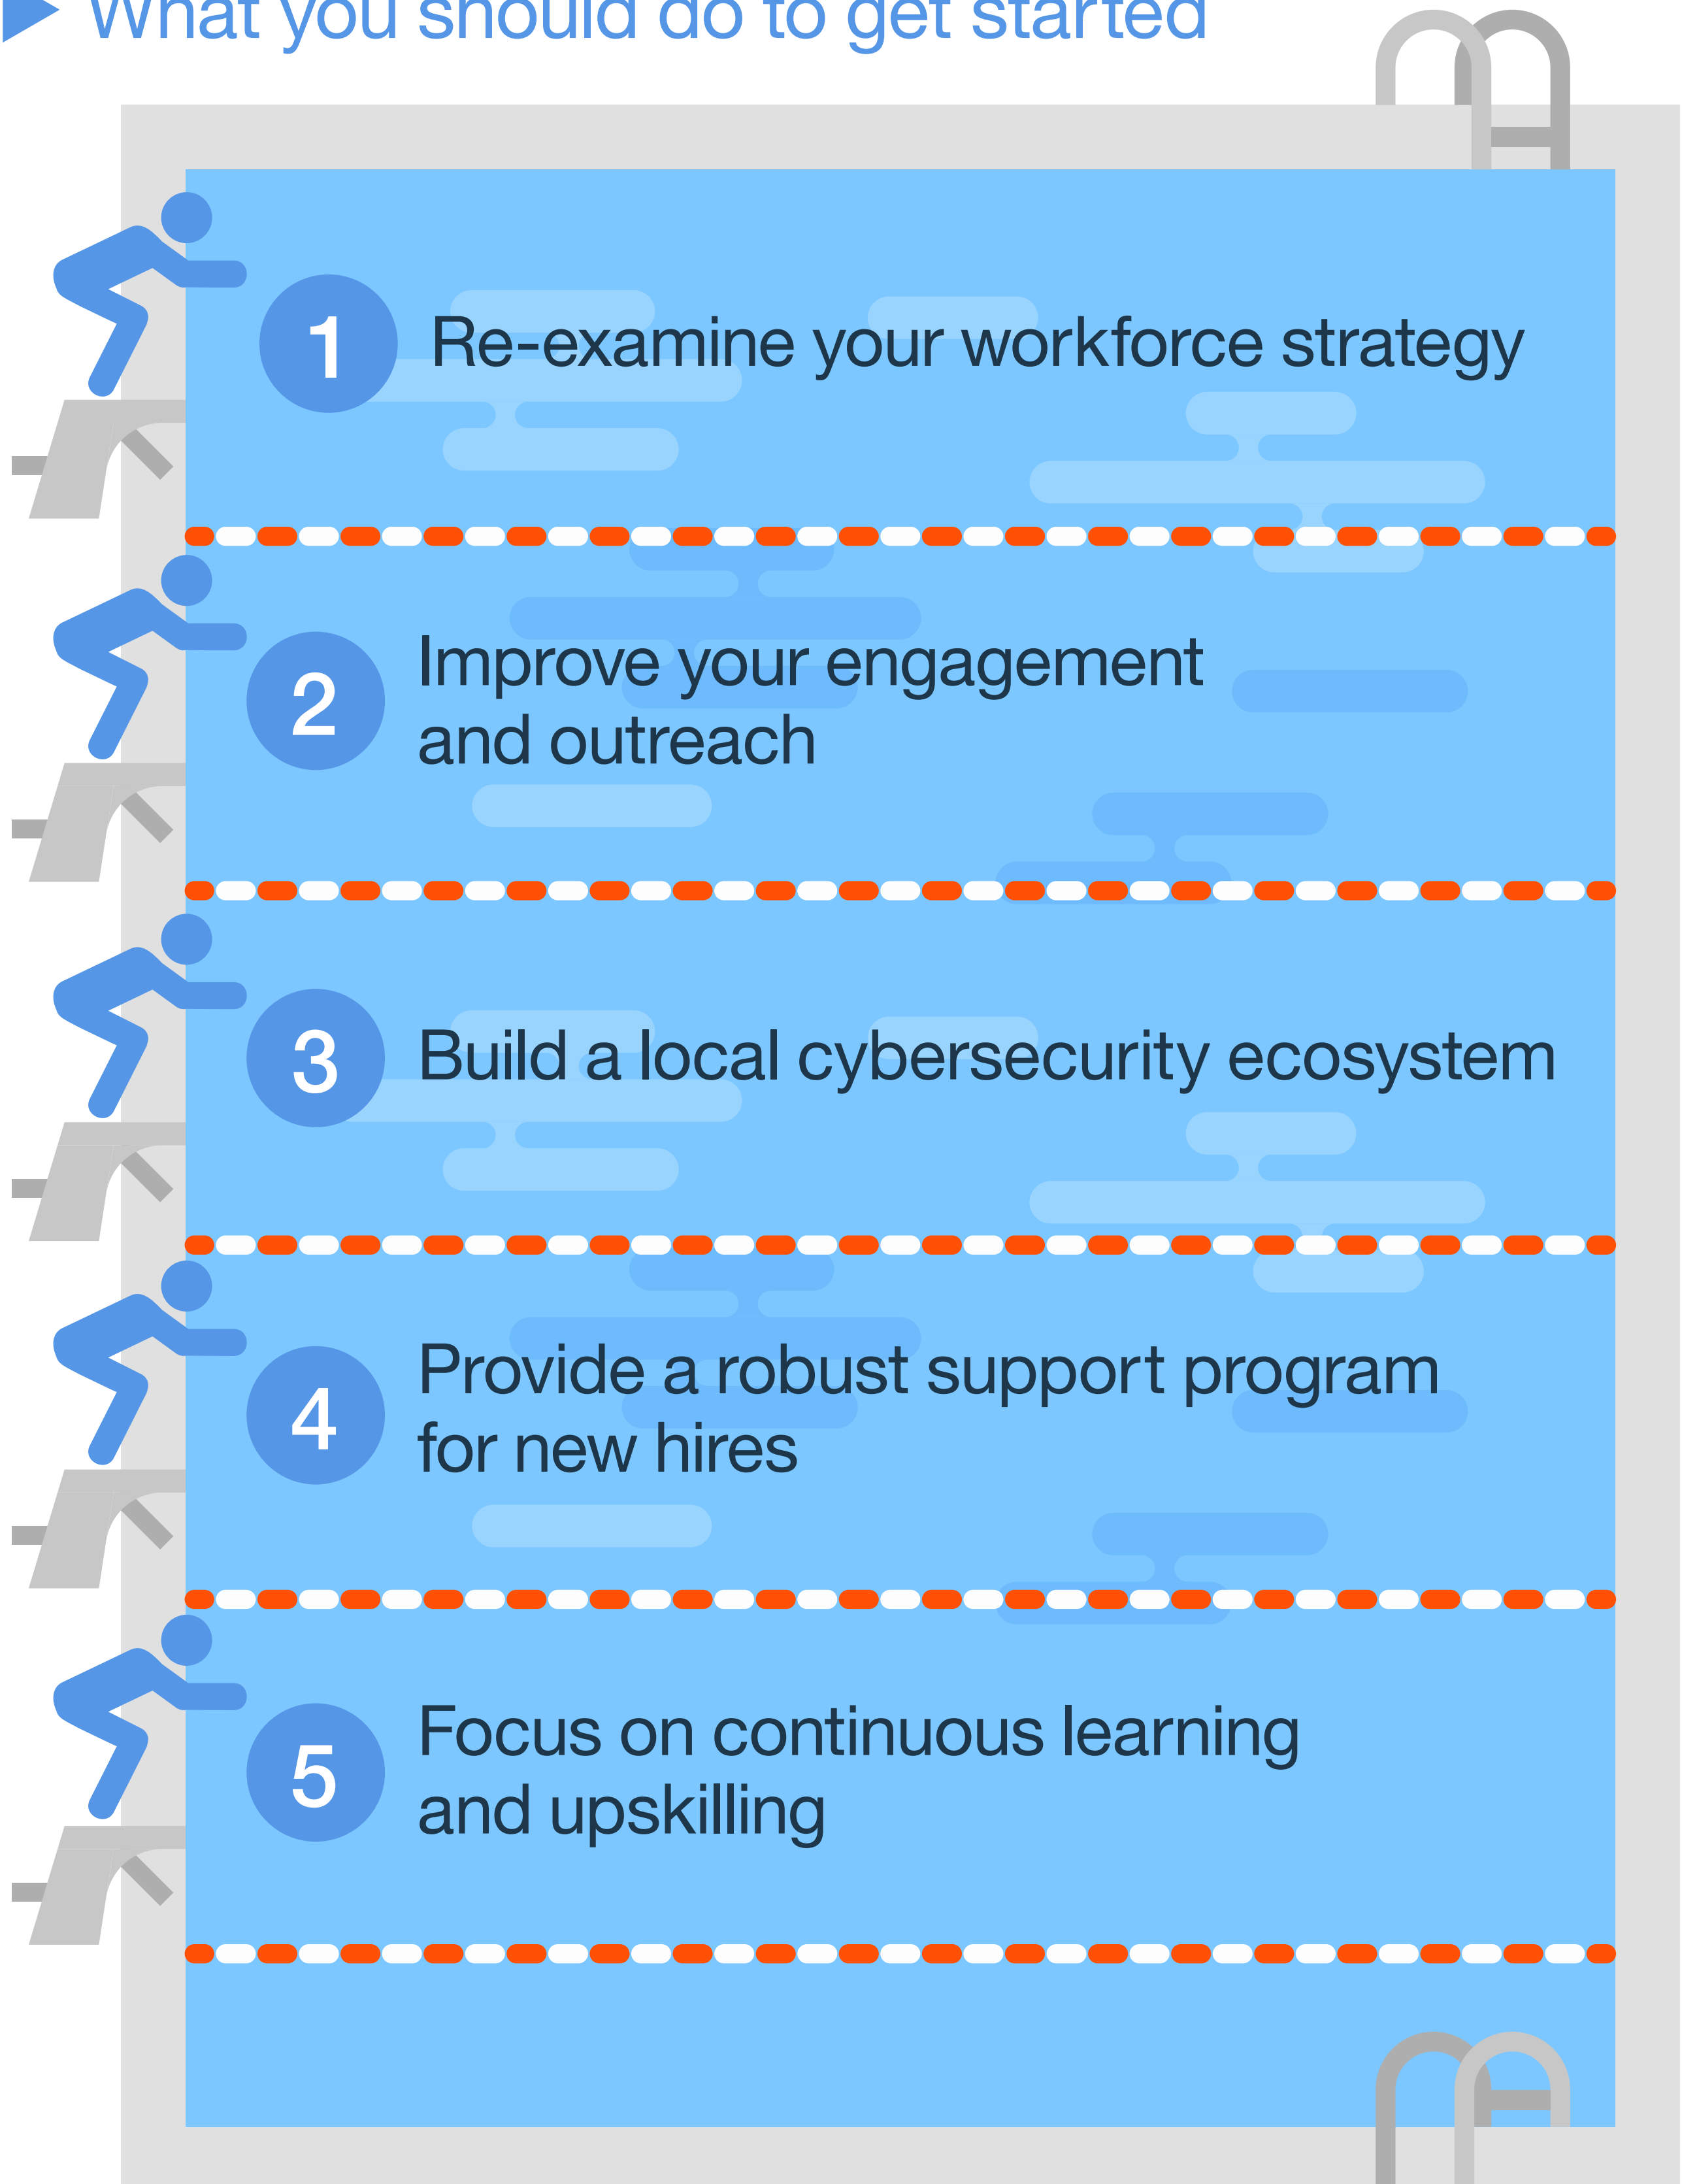 What you should do to get started
1 Re-examine your workforce strategy
2 Improve your engagement
and outreach
3 Build a local cybersecurity ecosystem
4 Provide a robust support program
for new hires
5 Focus on continuous learning
and upskilling